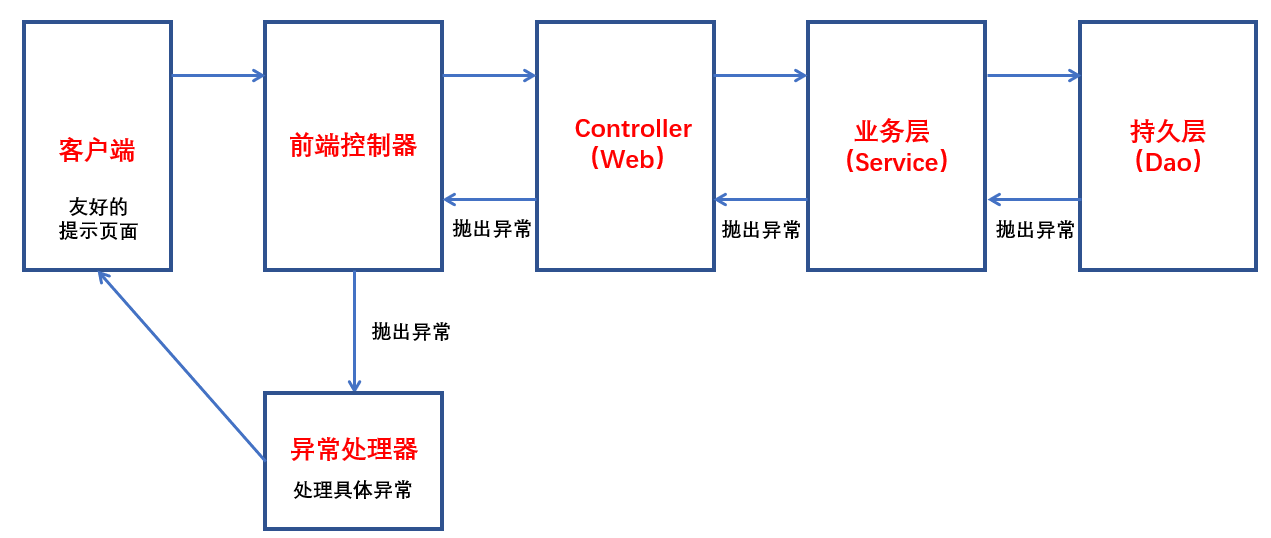 客户端
友好的
提示页面
前端控制器
Controller
(Web)
业务层
(Service)
持久层
(Dao)
抛出异常
抛出异常
抛出异常
抛出异常
异常处理器
处理具体异常